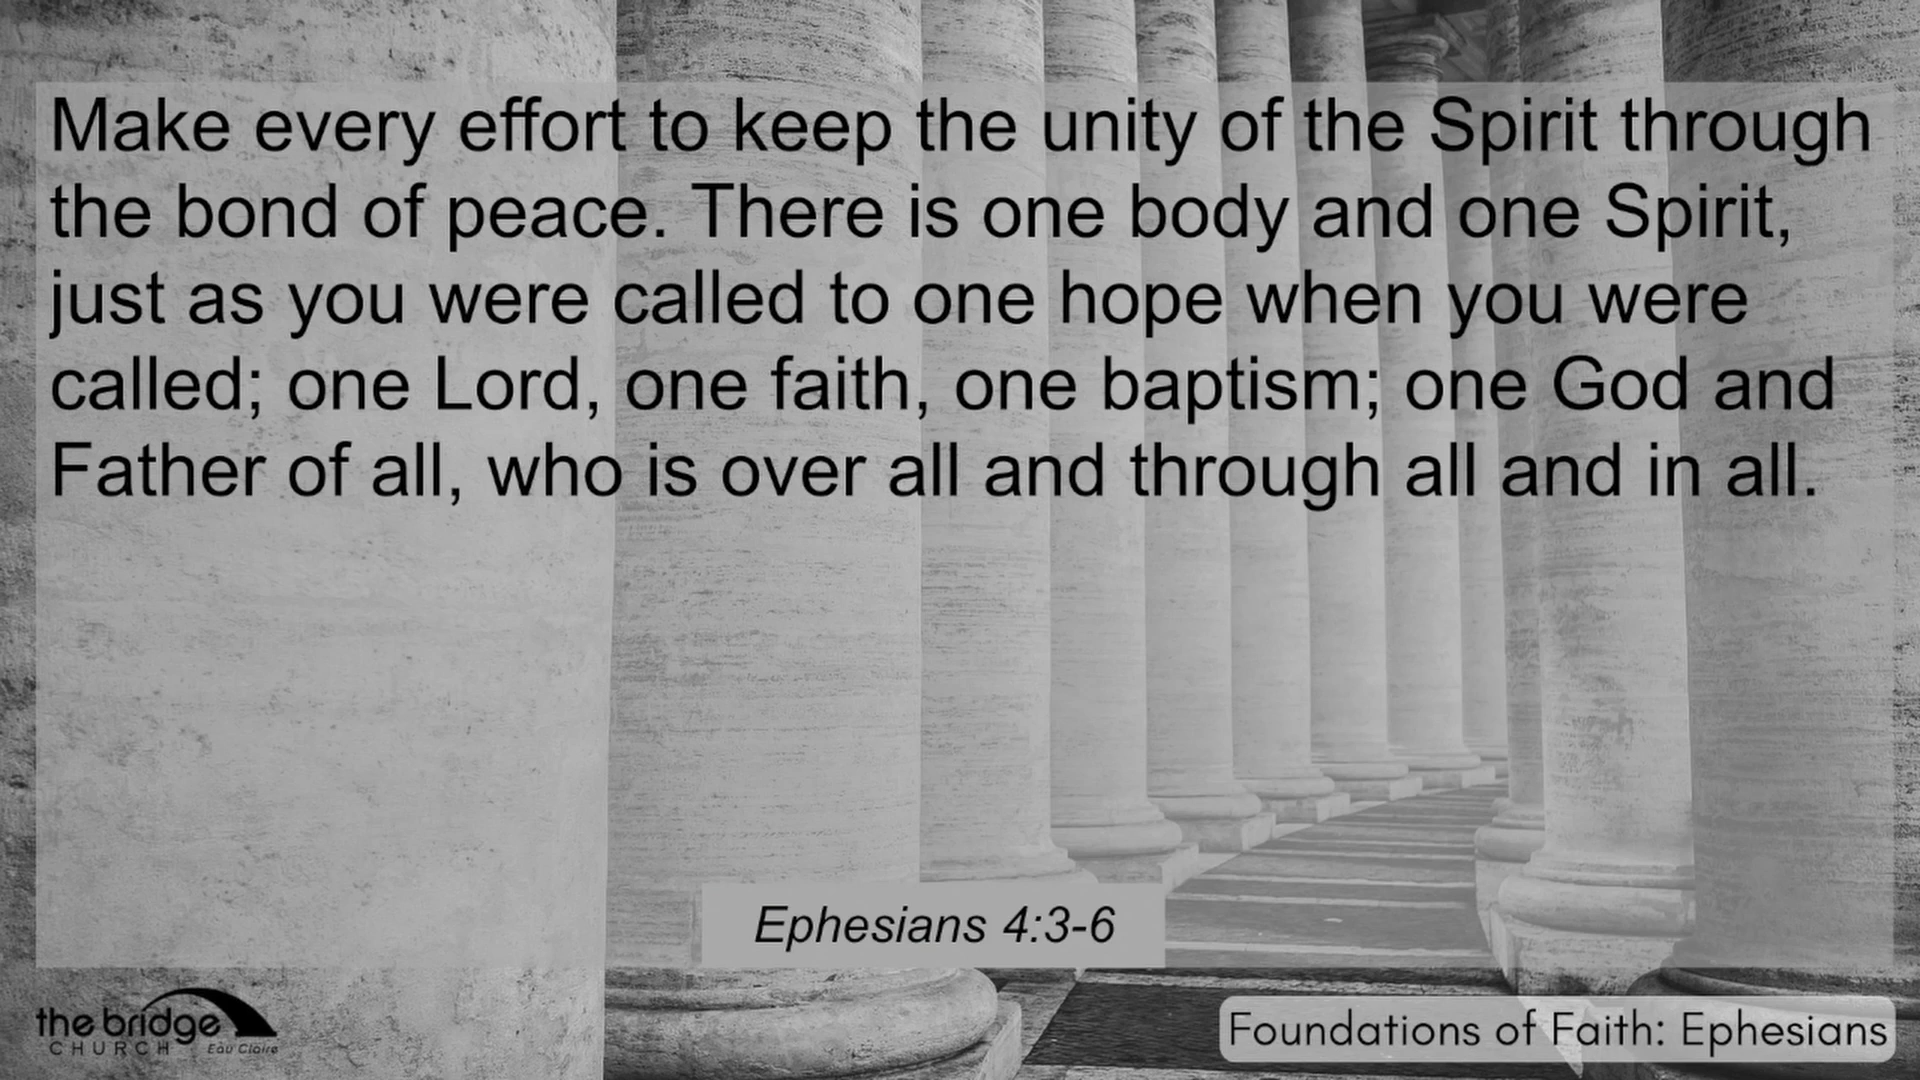 Make every effort to keep the unity of the Spirit through
the bond of peace. There is one body and one Spirit,
just as you were called to one hope when you were
called; one Lord, one faith, one baptism; one God and
Father of all, who is over all and through all and in all.
Ephesians 4:3-6
the bridge
CHURCH Eau Claire
Foundations of Faith: Ephesians